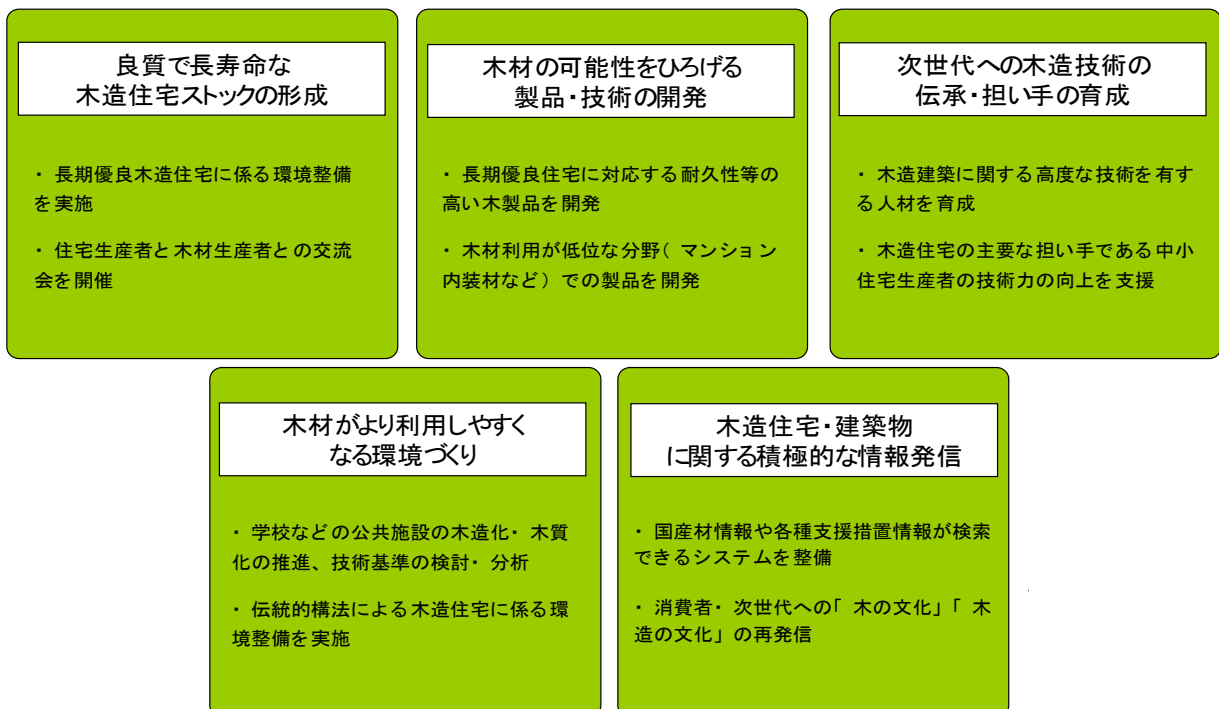 良質で長寿命な
木造住宅ストックの形成
・ 長期優良木造住宅に係る環境整備
を実施
・ 住宅生産者と木材生産者との交流
会を開催
木材の可能性をひろげる
製品・技術の開発
・ 長期優良住宅に対応する耐久性等の
高い木製品を開発
・ 木材利用が低位な分野( マンション
内装材など) での製品を開発
次世代への木造技術の
伝承・担い手の育成
・ 木造建築に関する高度な技術を有す
る人材を育成
・ 木造住宅の主要な担い手である中小
住宅生産者の技術力の向上を支援
木材がより利用しやすく
なる環境づくり
・ 学校などの公共施設の木造化・ 木質
化の推進、技術基準の検討・ 分析
・ 伝統的構法による木造住宅に係る環
境整備を実施
木造住宅・建築物
に関する積極的な情報発信
・ 国産材情報や各種支援措置情報が検索
できるシステムを整備
・ 消費者・ 次世代への「 木の文化」「 木
造の文化」の再発信